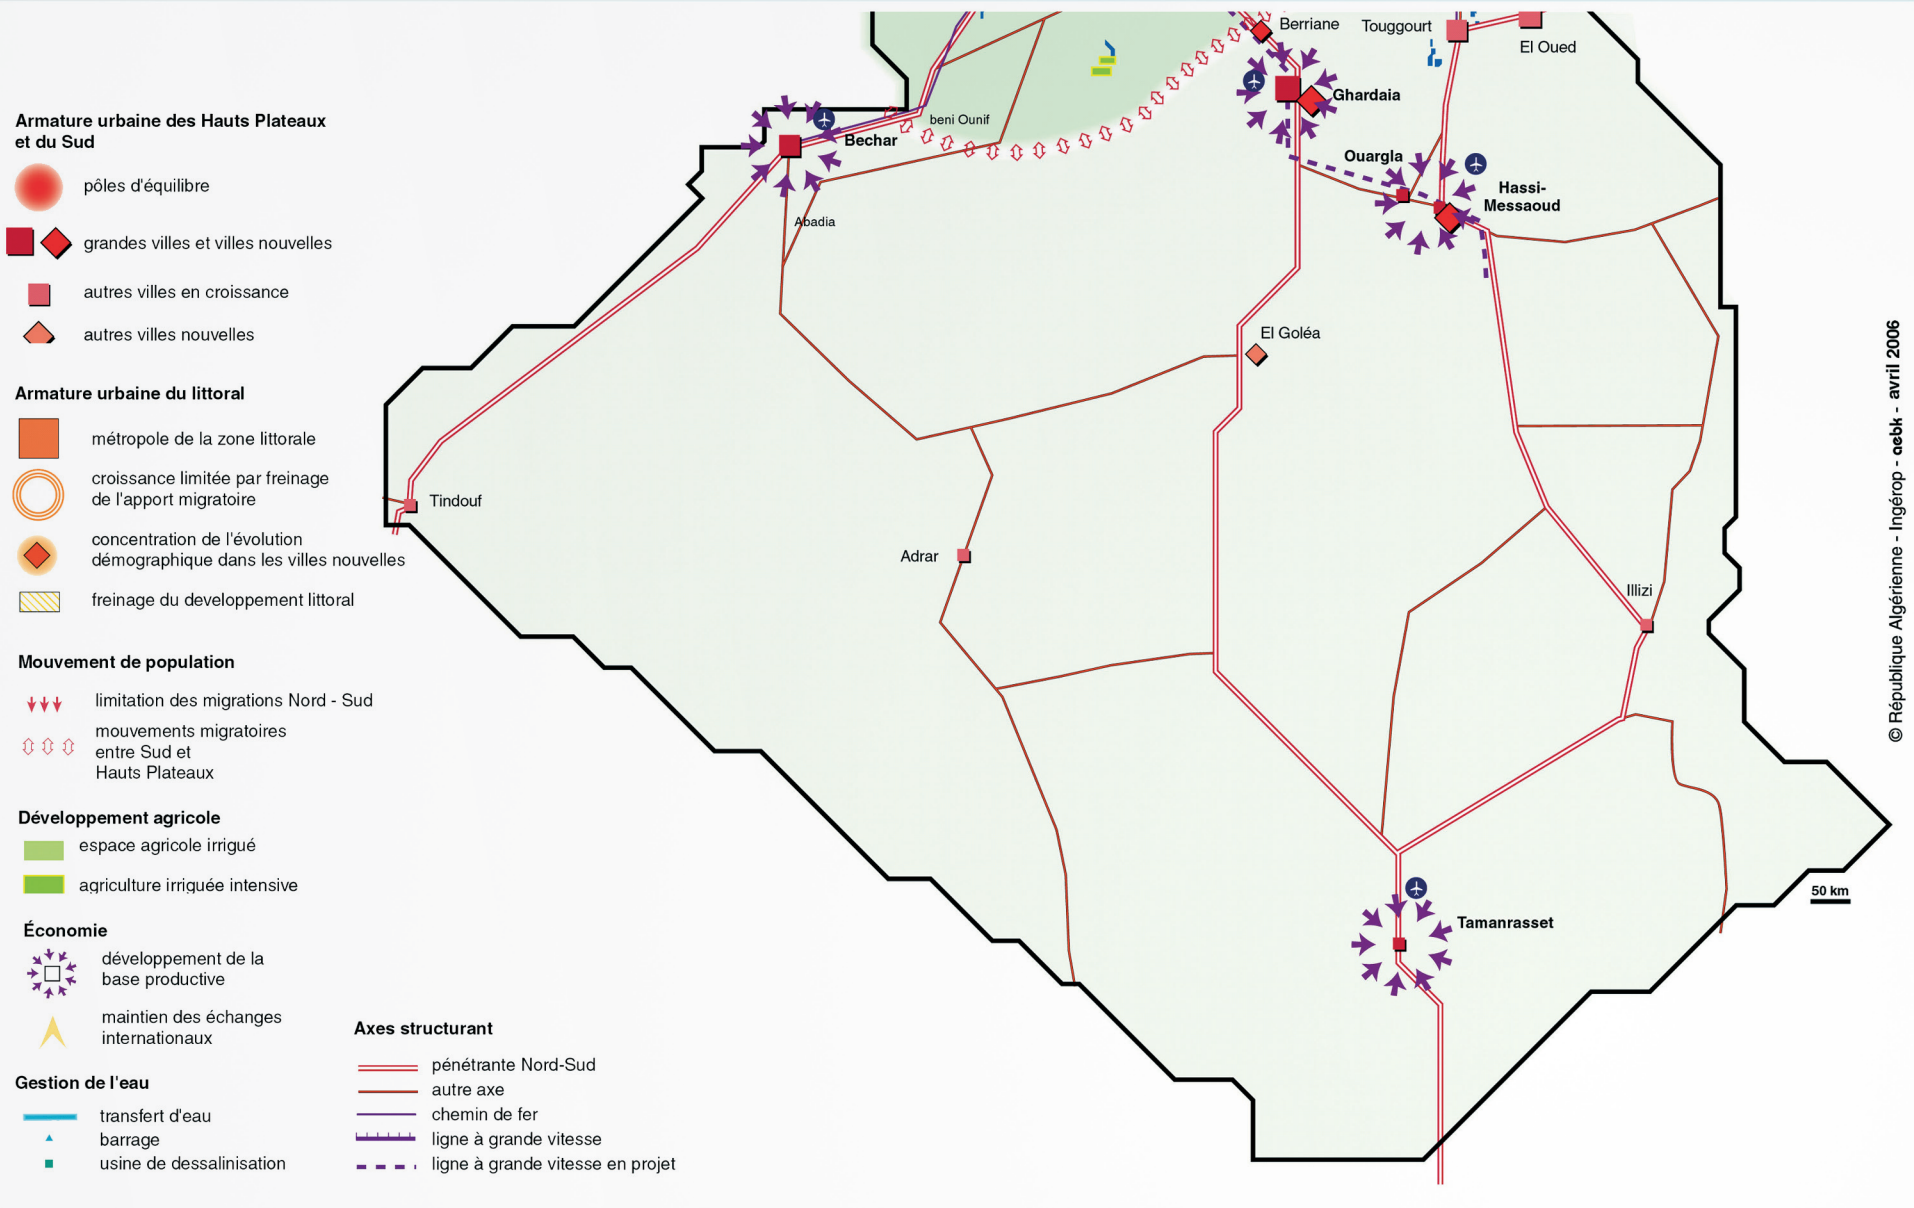 Armature urbaine des Hauts Plateaux
et du Sud
pôles d'équilibre
grandes villes et villes nouvelles
autres villes en croissance
autres villes nouvelles
Armature urbaine du littoral
métropole de la zone littorale
croissance limitée par freinage
de l'apport migratoire
concentration de l'évolution
démographique dans les villes nouvelles
freinage du developpement littoral
Mouvement de population
limitation des migrations Nord - Sud
mouvements migratoires
entre Sud et
Hauts Plateaux
Développement agricole
espace agricole irrigué
agriculture irriguée intensive
Économie
développement de la
base productive
maintien des échanges
internationaux
Gestion de l'eau
transfert d'eau
barrage
usine de dessalinisation
Axes structurant
pénétrante Nord-Sud
autre axe
chemin de fer
ligne à grande vitesse
ligne à grande vitesse en projet
Berriane
Touggourt
El Oued
Ghardaia
beni Ounif
Bechar
Ouargla
Hassi-
Messaoud
Abadia
El Goléa
Tindouf
Adrar
Illizi
Tamanrasset
50 km
© République Algérienne - Ingérop - aebk - avril 2006